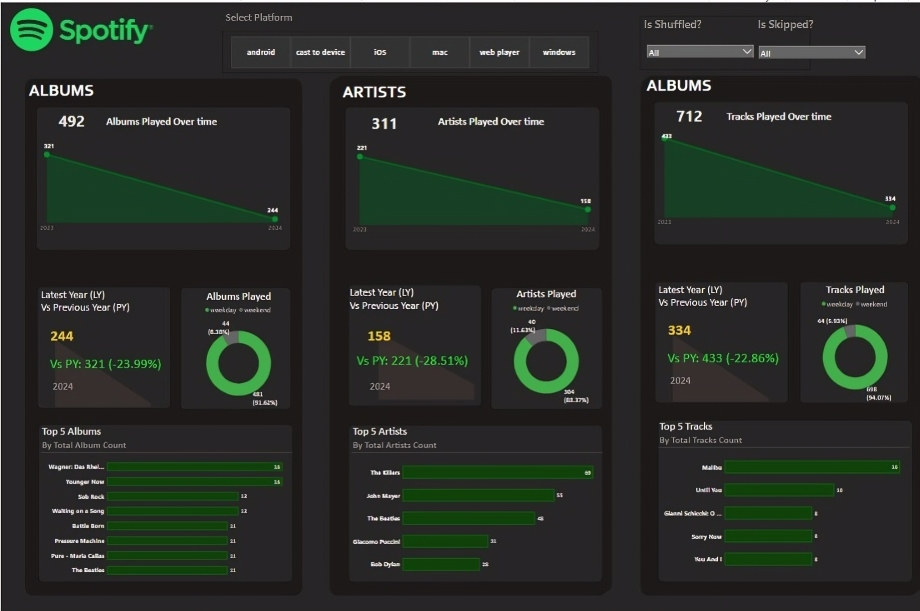 Spotify
Select Platform
android
cast to device
iOS
mac
web player
windows
Is Shuffled?
All
Is Skipped?
All
ALBUMS
492
Albums Played Over time
321
244
2023
2024
Latest Year (LY)
Vs Previous Year (PY)
244
Vs PY: 321 (-23.99%)
2024
Albums Played
weekday weekend
44
(8.38%)
481
(91.62%)
Top 5 Albums
By Total Album Count
Wagner: Das Rhei... 16
Younger Now 16
Sob Rock 12
Waiting on a Song 12
Battle Born 11
Pressure Machine 11
Pure - Maria Callas 11
The Beatles 11
ARTISTS
311
Artists Played Over time
221
158
2023
2024
Latest Year (LY)
Vs Previous Year (PY)
158
Vs PY: 221 (-28.51%)
2024
Artists Played
weekday weekend
40
(11.63%)
304
(88.37%)
Top 5 Artists
By Total Artists Count
The Killers 69
John Mayer 55
The Beatles 48
Giacomo Puccini 31
Bob Dylan 28
ALBUMS
712
Tracks Played Over time
433
334
2023
2024
Latest Year (LY)
Vs Previous Year (PY)
334
Vs PY: 433 (-22.86%)
2024
Tracks Played
weekday weekend
44 (5.93%)
698
(94.07%)
Top 5 Tracks
By Total Tracks Count
Malibu 16
Until You 10
Gianni Schicchi: O ... 8
Sorry Now 8
You And I 8